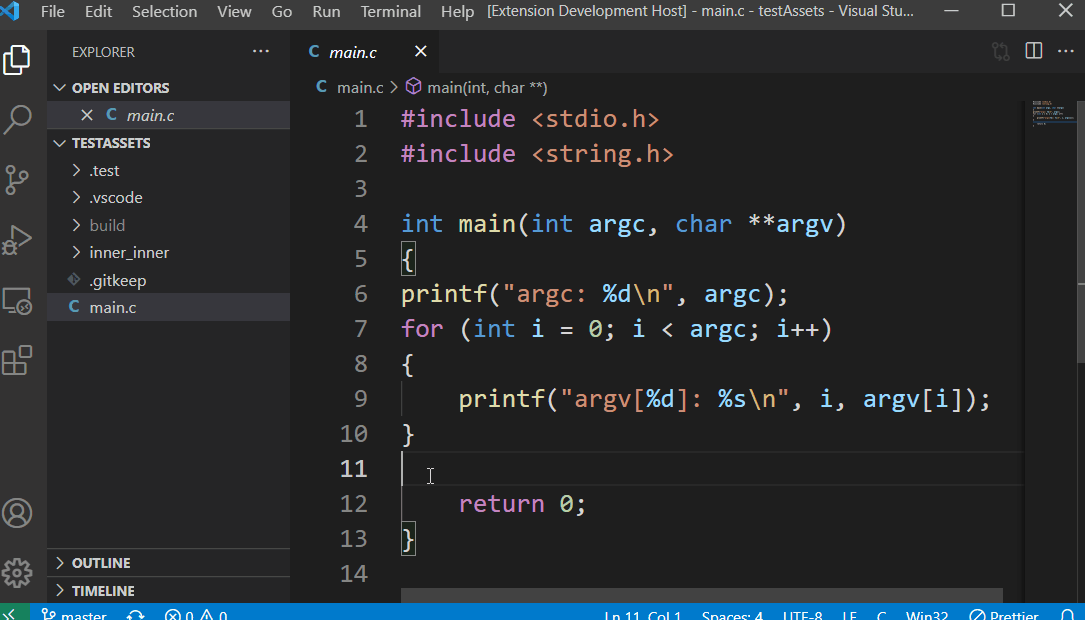 File Edit Selection View Go Run Terminal Help [Extension Development Host] - main.c - testAssets - Visual Stu...
EXPLORER ...
OPEN EDITORS
C main.c
TESTASSETS
.test
.vscode
build
inner_inner
.gitkeep
C main.c
OUTLINE
TIMELINE
C main.c
C main.c > main(int, char **)
1 #include <stdio.h>
2 #include <string.h>
3
4 int main(int argc, char **argv)
5 {
6 printf("argc: %d\n", argc);
7 for (int i = 0; i < argc; i++)
8 {
9     printf("argv[%d]: %s\n", i, argv[i]);
10 }
11
12     return 0;
13 }
14
master 0 0 Ln 11, Col 1 Spaces: 4 UTF-8 LF C Win32 Prettier